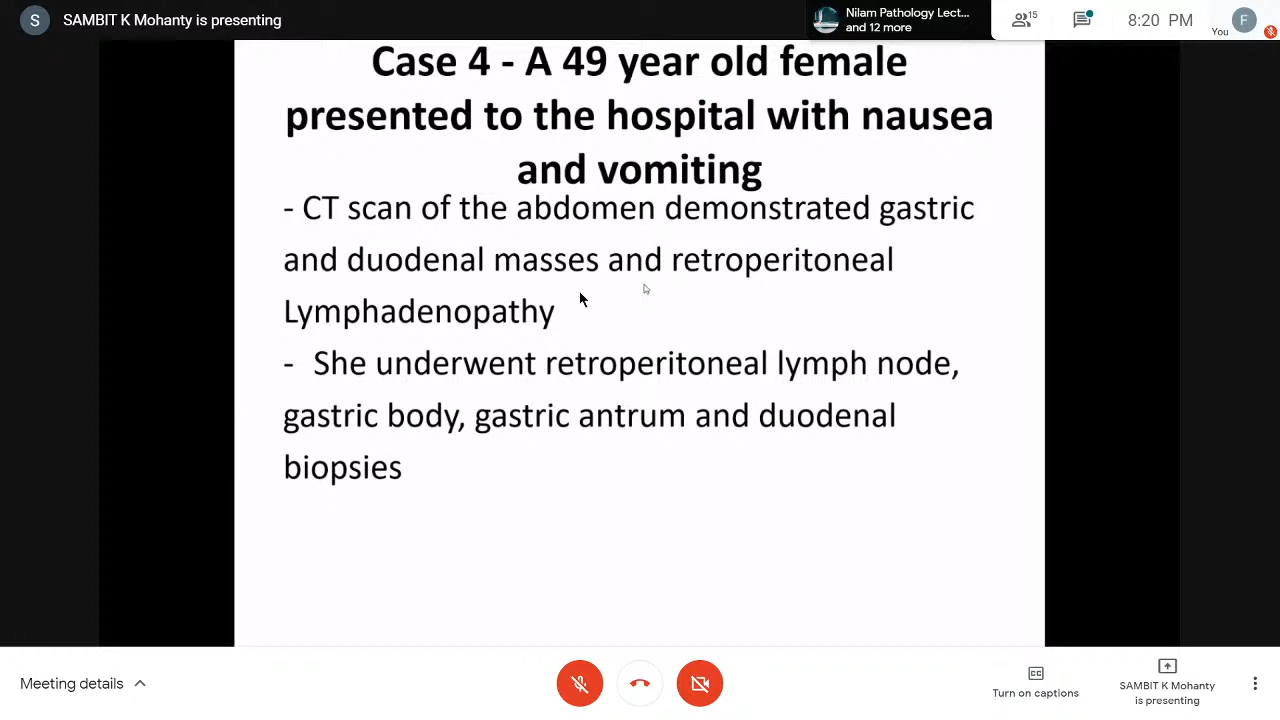 S SAMBIT K Mohanty is presenting
Nilam Pathology Lect...
and 12 more
15
8:20 PM
You
F
Case 4 - A 49 year old female
presented to the hospital with nausea
and vomiting
- CT scan of the abdomen demonstrated gastric
and duodenal masses and retroperitoneal
Lymphadenopathy
- She underwent retroperitoneal lymph node,
gastric body, gastric antrum and duodenal
biopsies
Meeting details
CC
Turn on captions
SAMBIT K Mohanty
is presenting